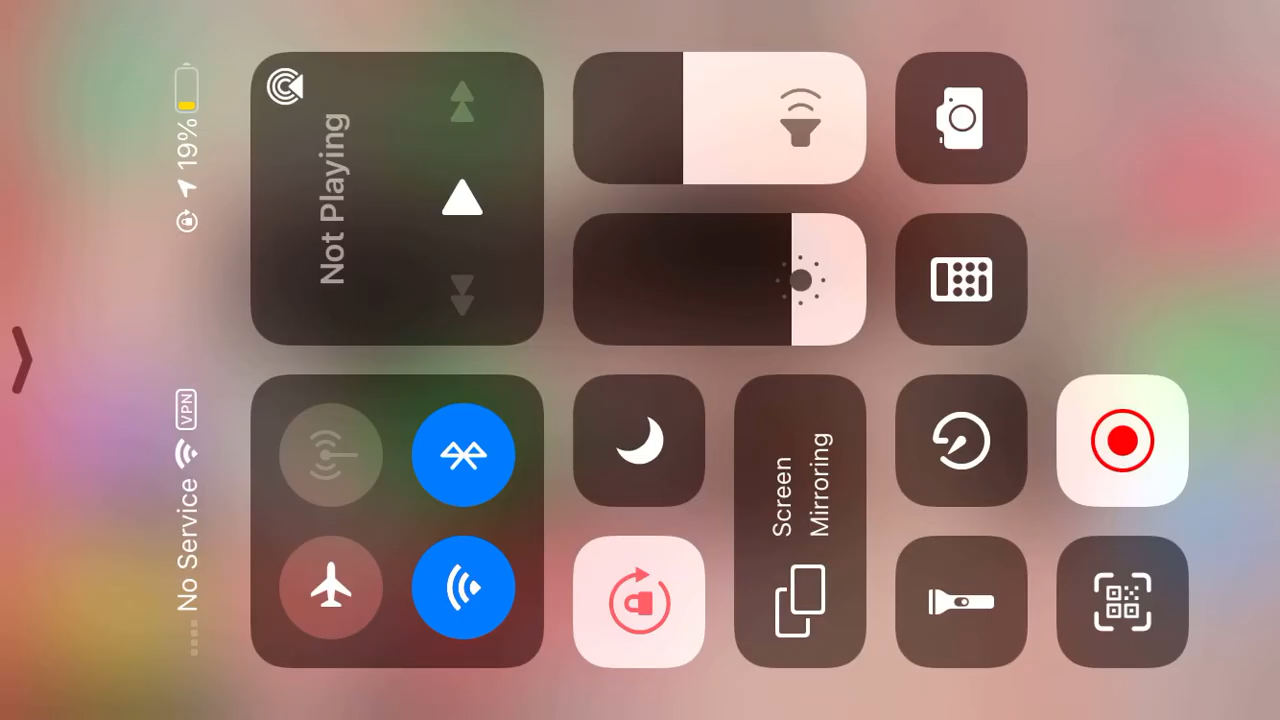 No Service VPN
19%
Not Playing
Screen
Mirroring